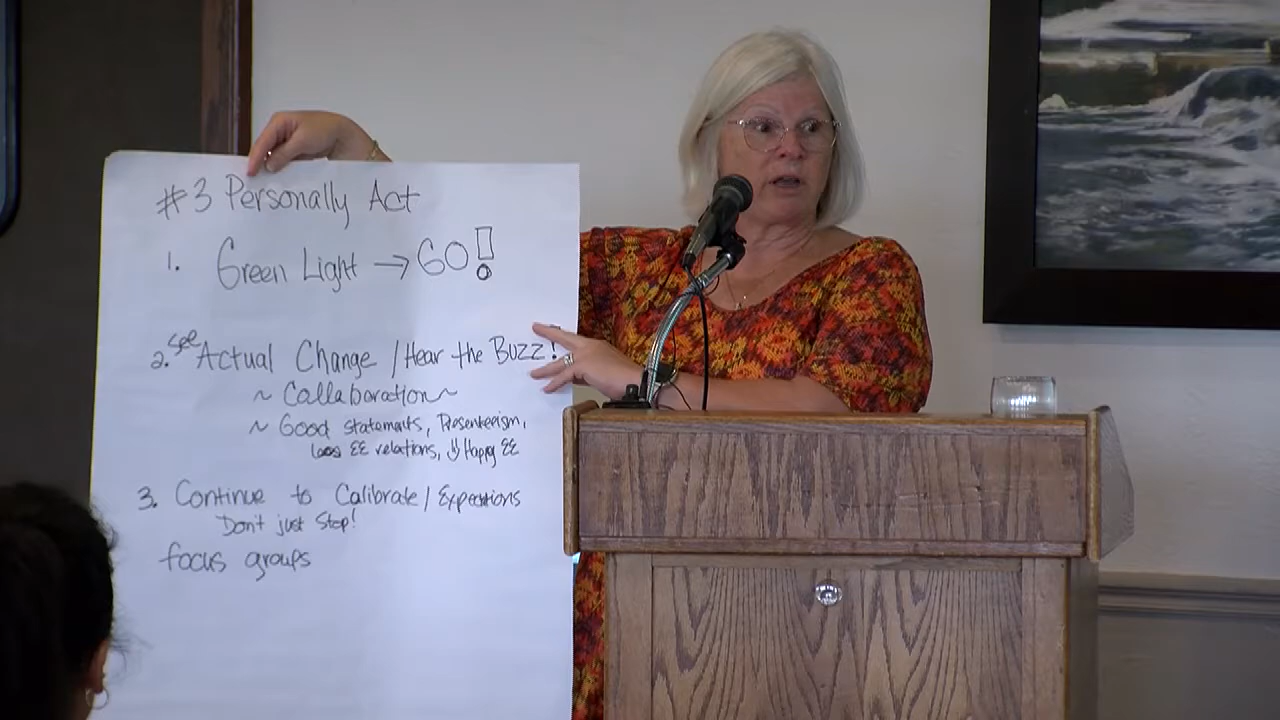 #3 Personally Act
1. Green Light → GO!
2. see Actual Change / Hear the Buzz!
~ Collaboration ~
~ Good statements, Presenteeism,
less EE relations, Happy EE
3. Continue to Calibrate / Expectations
Don't just Stop!
focus groups